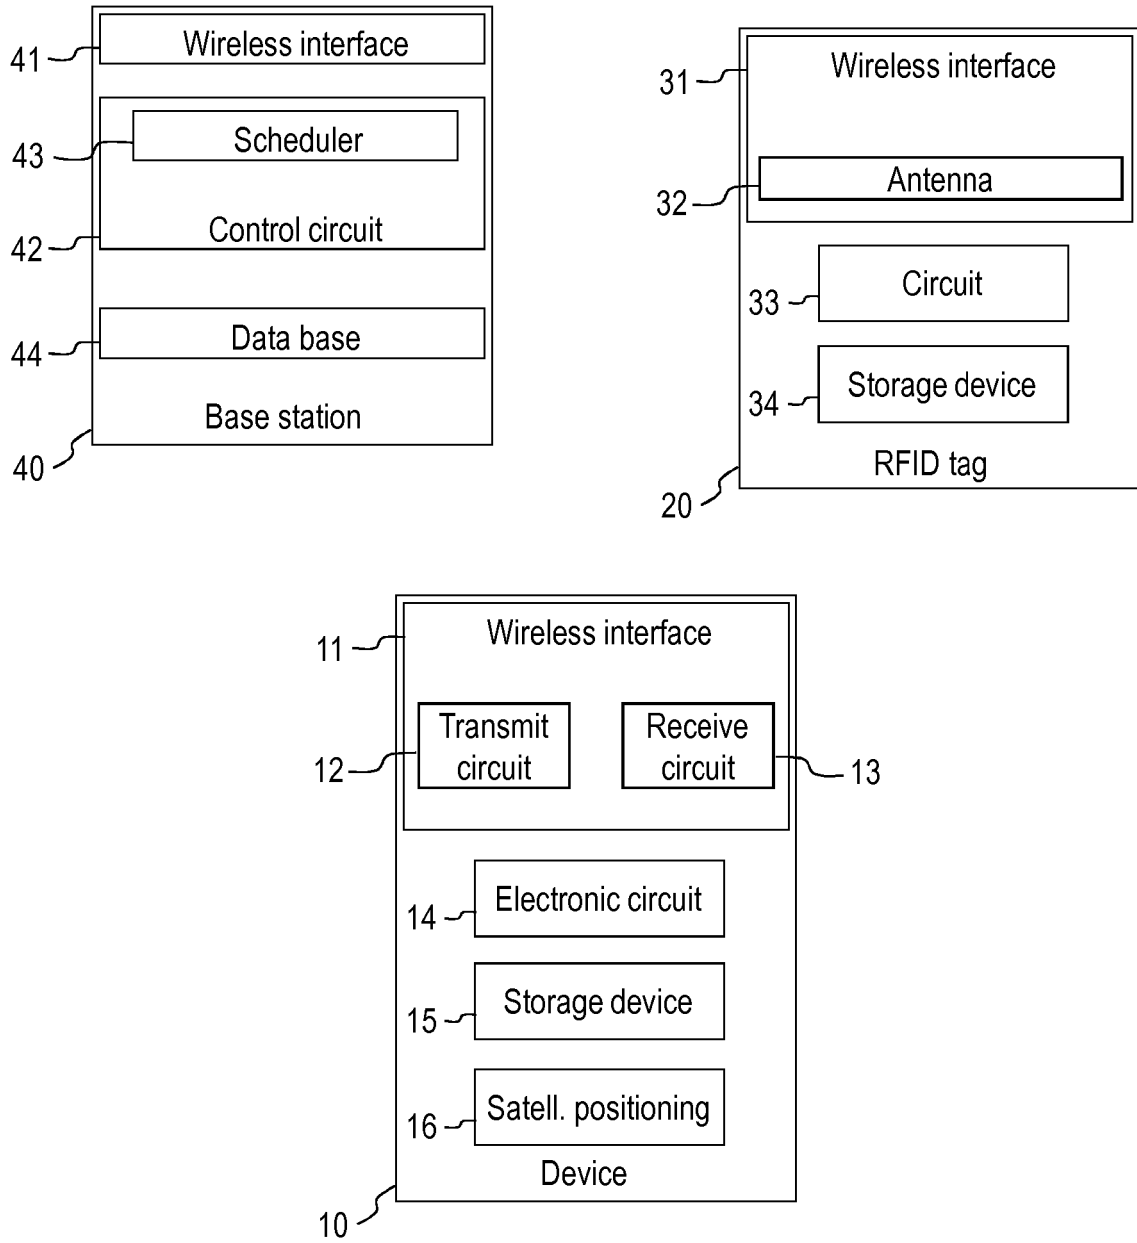 41
Wireless interface
43
Scheduler
Control circuit
42
44
Data base
Base station
40
31
Wireless interface
32
Antenna
33
Circuit
34
Storage device
RFID tag
20
11
Wireless interface
12
Transmit
circuit
Receive
circuit
13
14
Electronic circuit
15
Storage device
16
Satell. positioning
Device
10